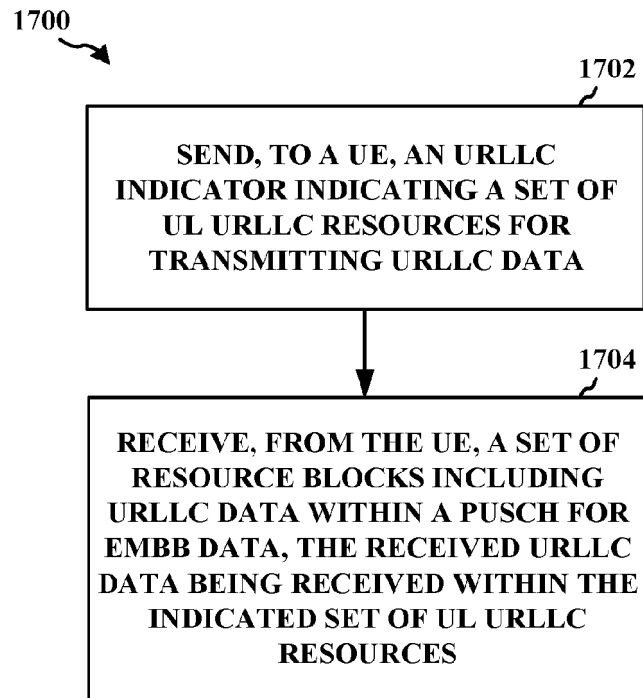 1700
1702
SEND, TO A UE, AN URLLC
INDICATOR INDICATING A SET OF
UL URLLC RESOURCES FOR
TRANSMITTING URLLC DATA
1704
RECEIVE, FROM THE UE, A SET OF
RESOURCE BLOCKS INCLUDING
URLLC DATA WITHIN A PUSCH FOR
EMBB DATA, THE RECEIVED URLLC
DATA BEING RECEIVED WITHIN THE
INDICATED SET OF UL URLLC
RESOURCES